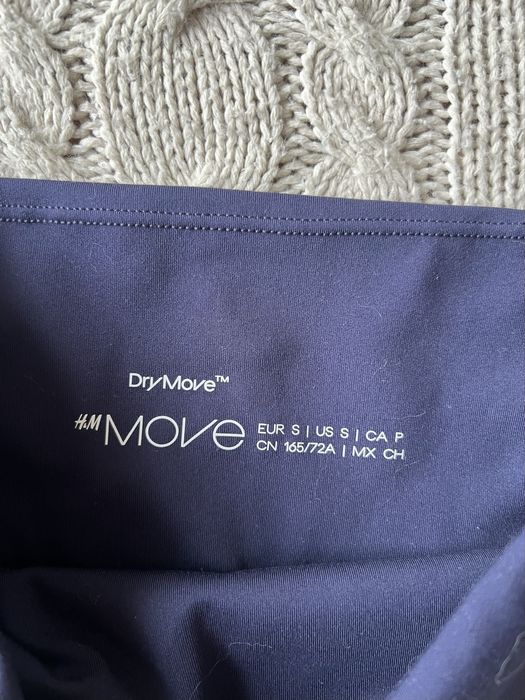 DryMove™
H&M MOVE
EUR S | US S | CA P
CN 165/72A | MX CH